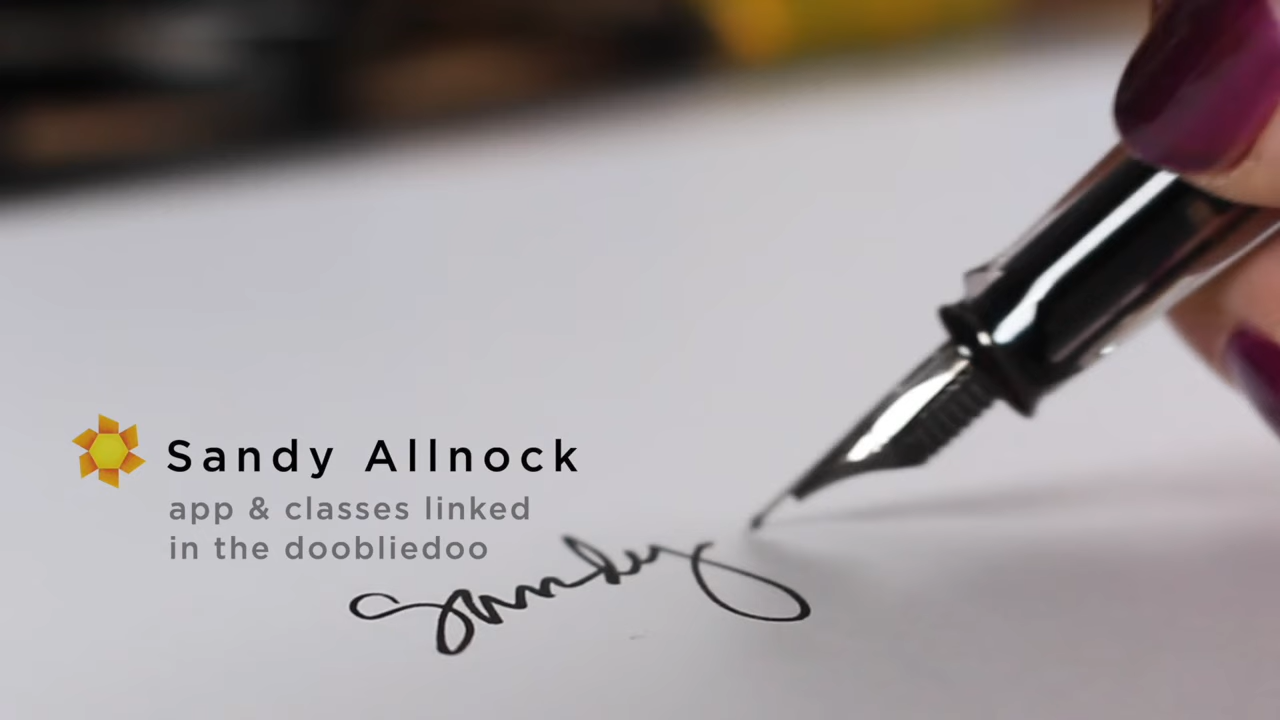 Sandy Allnock
app & classes linked
in the doobliedoo
Sandy